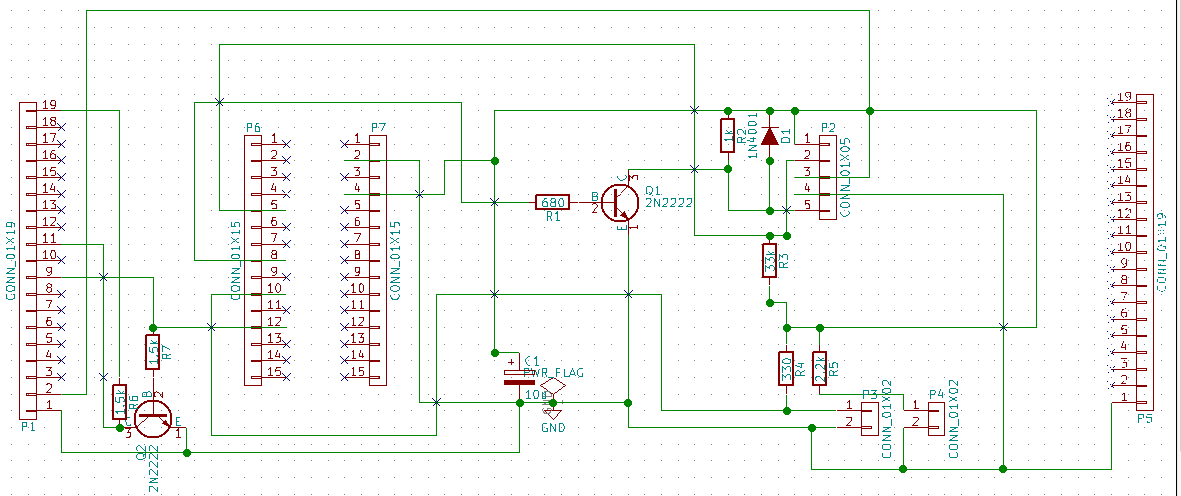 P1
CONN_01X19
19
18
17
16
15
14
13
12
11
10
9
8
7
6
5
4
3
2
1
R7
1.5k
R6
1.5k
Q2
2N2222
B
2
C
3
E
1
P6
CONN_01X15
1
2
3
4
5
6
7
8
9
10
11
12
13
14
15
P7
CONN_01X15
1
2
3
4
5
6
7
8
9
10
11
12
13
14
15
680
R1
Q1
2N2222
B
2
C
3
E
1
C1
+
10u
PWR_FLAG
GND
R2
1k
1N4001
D1
P2
CONN_01X05
1
2
3
4
5
R3
33k
R4
330
R5
2.2k
P3
CONN_01X02
1
2
P4
CONN_01X02
1
2
P5
CONN_01X19
19
18
17
16
15
14
13
12
11
10
9
8
7
6
5
4
3
2
1